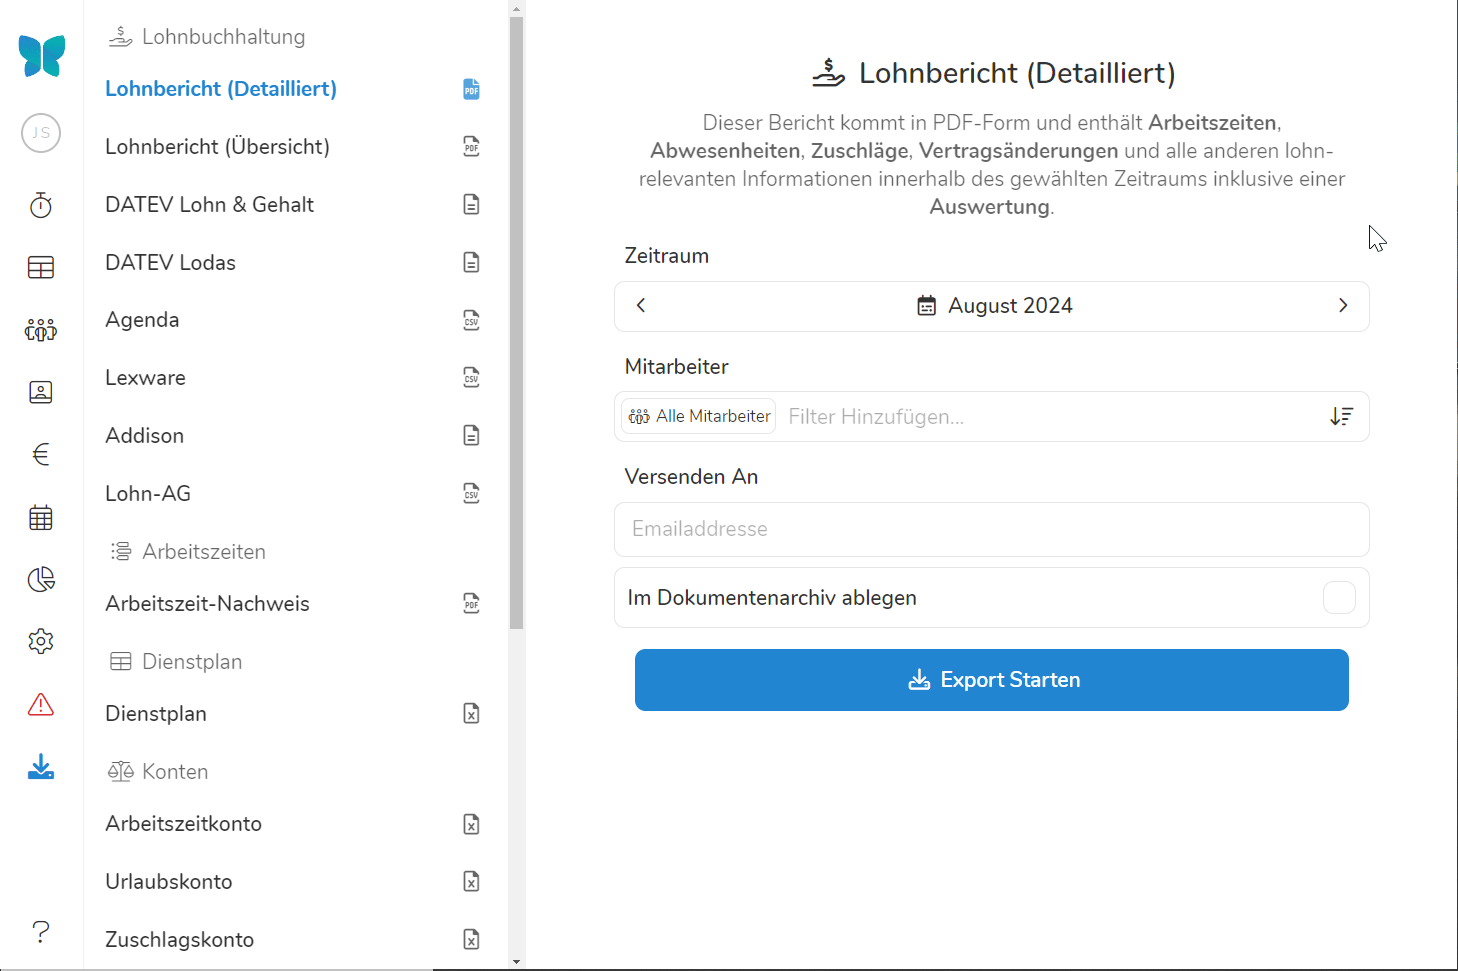 JS
Lohnbuchhaltung
Lohnbericht (Detailliert)
PDF
Lohnbericht (Übersicht)
PDF
DATEV Lohn & Gehalt
DATEV Lodas
Agenda
CSV
Lexware
CSV
Addison
Lohn-AG
CSV
Arbeitszeiten
Arbeitszeit-Nachweis
PDF
Dienstplan
Dienstplan
Konten
Arbeitszeitkonto
Urlaubskonto
Zuschlagskonto
Lohnbericht (Detailliert)
Dieser Bericht kommt in PDF-Form und enthält Arbeitszeiten,
Abwesenheiten, Zuschläge, Vertragsänderungen und alle anderen lohn-
relevanten Informationen innerhalb des gewählten Zeitraums inklusive einer
Auswertung.
Zeitraum
August 2024
Mitarbeiter
Alle Mitarbeiter Filter Hinzufügen...
Versenden An
Emailaddresse
Im Dokumentenarchiv ablegen
Export Starten